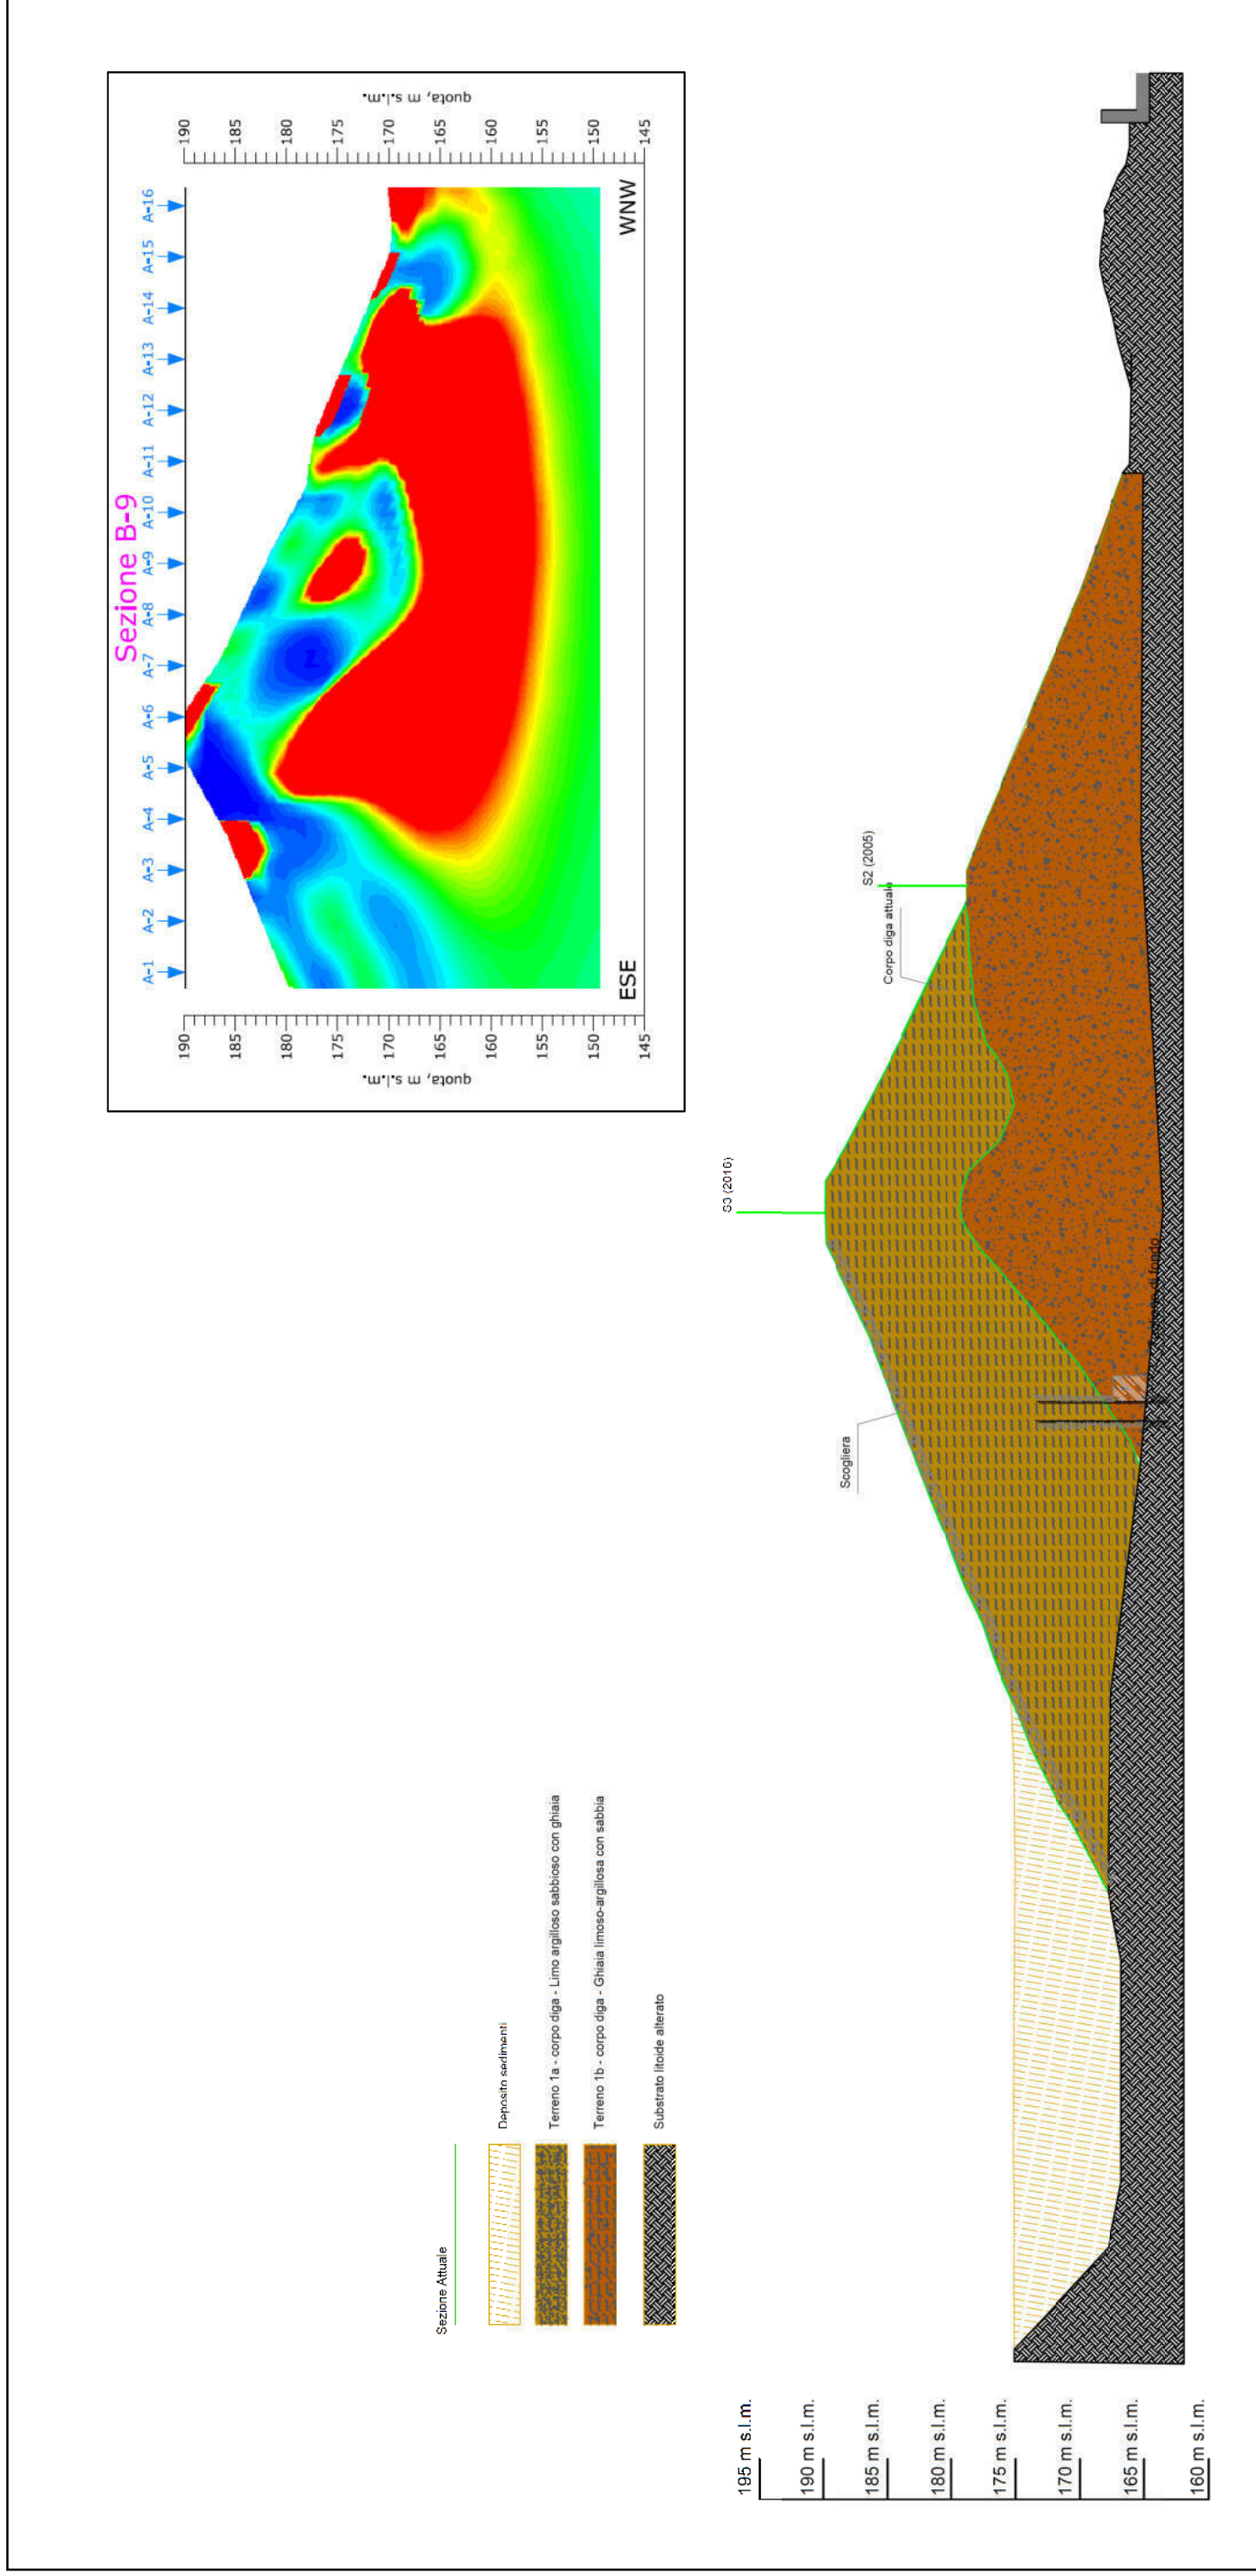 Sezione B-9
A-1 A-2 A-3 A-4 A-5 A-6 A-7 A-8 A-9 A-10 A-11 A-12 A-13 A-14 A-15 A-16
quota, m s.l.m.
190
185
180
175
170
165
160
155
150
145
quota, m s.l.m.
190
185
180
175
170
165
160
155
150
145
ESE
WNW
Sezione Attuale
Deposito sedimenti
Terreno 1a - corpo diga - Limo argilloso sabbioso con ghiaia
Terreno 1b - corpo diga - Ghiaia limoso-argillosa con sabbia
Substrato litoide alterato
S3 (2016)
S2 (2005)
Scogliera
Corpo diga attuale
di fondo
195 m s.l.m.
190 m s.l.m.
185 m s.l.m.
180 m s.l.m.
175 m s.l.m.
170 m s.l.m.
165 m s.l.m.
160 m s.l.m.